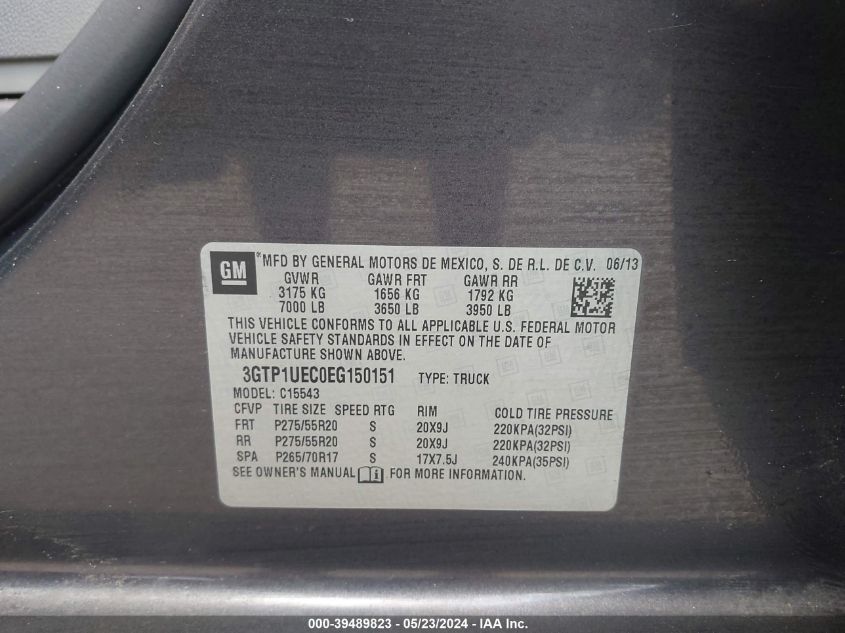 GM ® MFD BY GENERAL MOTORS DE MEXICO, S. DE R.L. DE C.V. 06/13
GVWR GAWR FRT GAWR RR
3175 KG 1656 KG 1792 KG
7000 LB 3650 LB 3950 LB
THIS VEHICLE CONFORMS TO ALL APPLICABLE U.S. FEDERAL MOTOR
VEHICLE SAFETY STANDARDS IN EFFECT ON THE DATE OF
MANUFACTURE SHOWN ABOVE.
3GTP1UEC0EG150151 TYPE: TRUCK
MODEL: C15543
CFVP TIRE SIZE SPEED RTG RIM COLD TIRE PRESSURE
FRT P275/55R20 S 20X9J 220KPA(32PSI)
RR P275/55R20 S 20X9J 220KPA(32PSI)
SPA P265/70R17 S 17X7.5J 240KPA(35PSI)
SEE OWNER'S MANUAL FOR MORE INFORMATION.
000-39489823 - 05/23/2024 - IAA Inc.